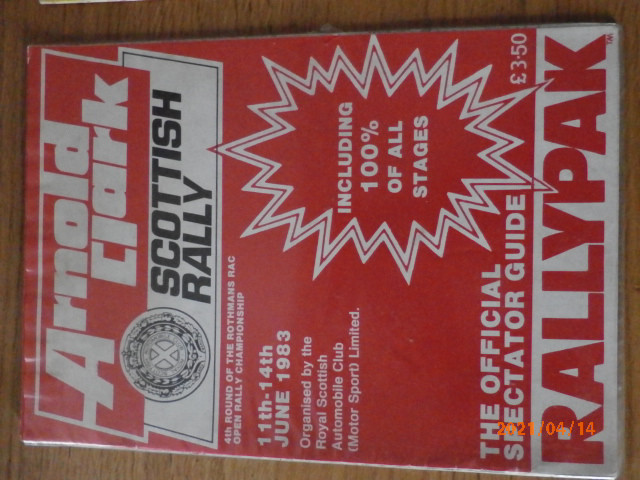 Arnold
Clark
SCOTTISH
RALLY
4th ROUND OF THE ROTHMANS RAC
OPEN RALLY CHAMPIONSHIP
11th-14th
JUNE 1983
Organised by the
Royal Scottish
Automobile Club
(Motor Sport) Limited.
INCLUDING
100%
OF ALL
STAGES
£3·50
THE OFFICIAL
SPECTATOR GUIDE
RALLYPAK
TM
2021/04/14